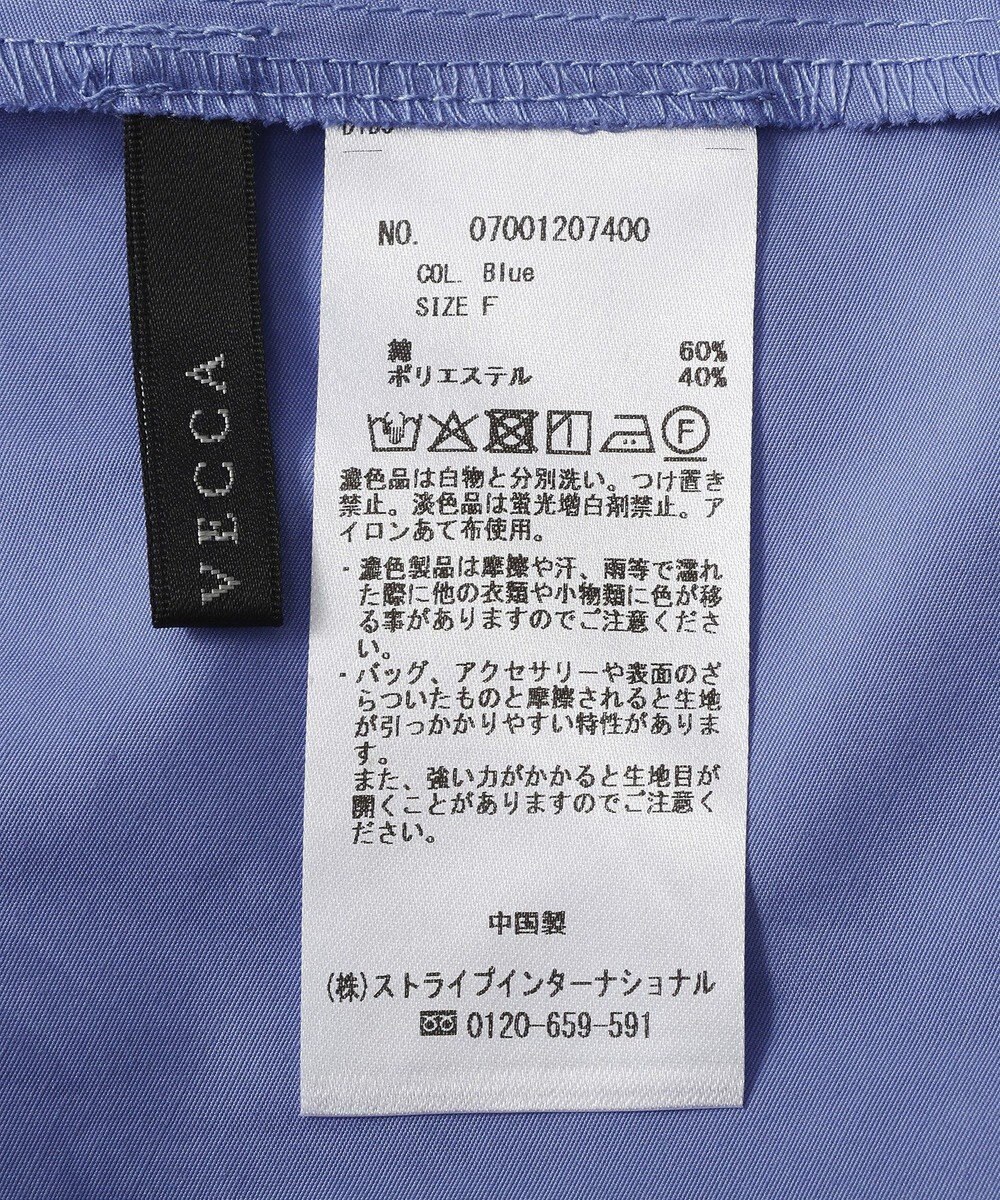 VECCA
NO. 07001207400
COL. Blue
SIZE F
綿 60%
ポリエステル 40%
F
濃色品は白物と分別洗い。つけ置き
禁止。淡色品は蛍光増白剤禁止。ア
イロンあて布使用。
・濃色製品は摩擦や汗、雨等で濡れ
た際に他の衣類や小物類に色が移
る事がありますのでご注意くださ
い。
・バッグ、アクセサリーや表面のざ
らついたものと摩擦されると生地
が引っかかりやすい特性がありま
す。
また、強い力がかかると生地目が
開くことがありますのでご注意く
ださい。
中国製
(株)ストライプインターナショナル
0120-659-591